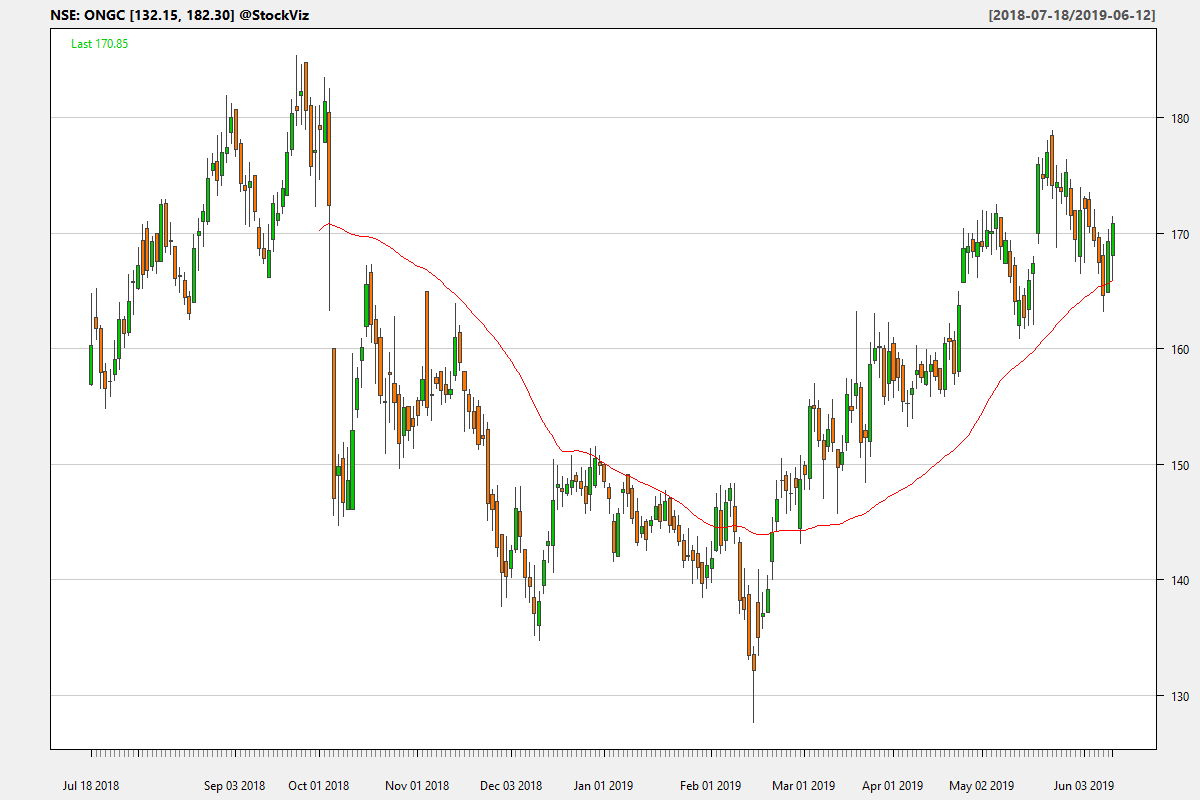 NSE: ONGC [132.15, 182.30] @StockViz [2018-07-18/2019-06-12]
Last 170.85
180
170
160
150
140
130
Jul 18 2018 Sep 03 2018 Oct 01 2018 Nov 01 2018 Dec 03 2018 Jan 01 2019 Feb 01 2019 Mar 01 2019 Apr 01 2019 May 02 2019 Jun 03 2019